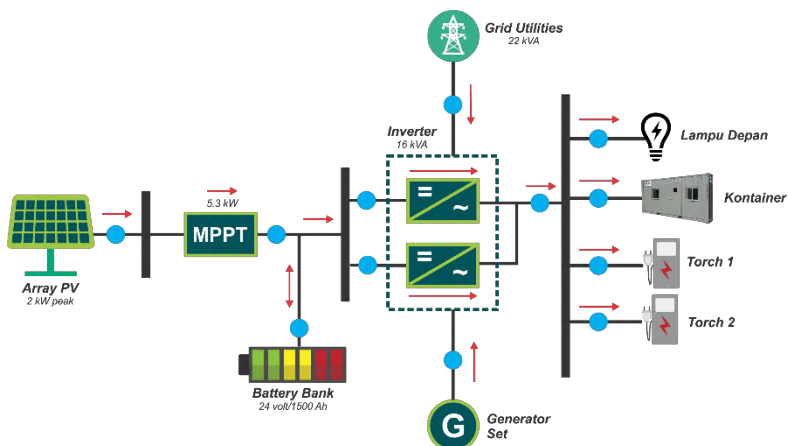 Grid Utilities
22 kVA
Inverter
16 kVA
=
~
=
~
5.3 kW
MPPT
Array PV
2 kW peak
Battery Bank
24 volt/1500 Ah
G
Generator
Set
Lampu Depan
Kontainer
Torch 1
Torch 2